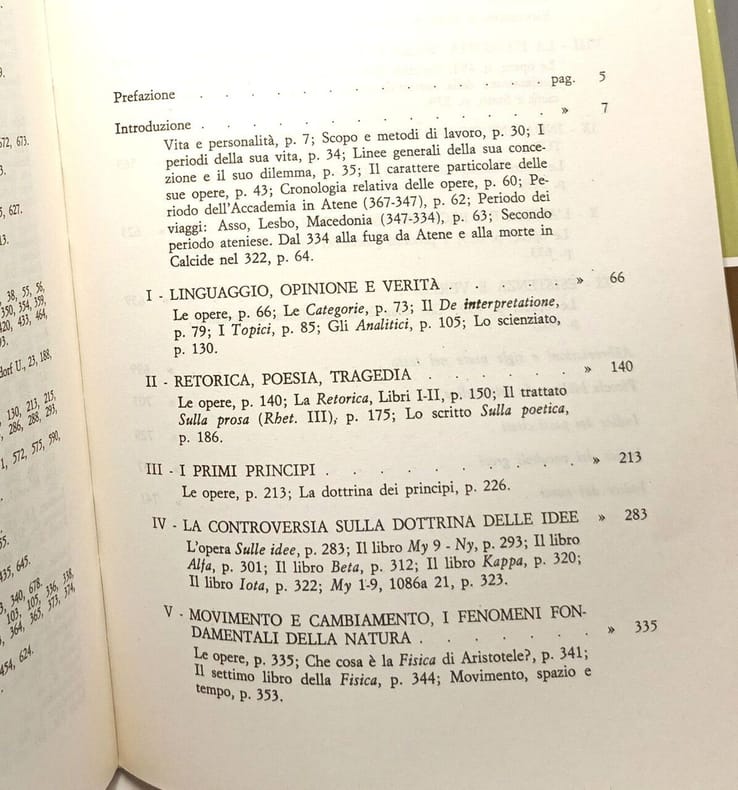 Prefazione . . . . . . . . . . . . . pag. 5
Introduzione . . . . . . . . . . . . . » 7
Vita e personalità, p. 7; Scopo e metodi di lavoro, p. 30; I
periodi della sua vita, p. 34; Linee generali della sua conce-
zione e il suo dilemma, p. 35; Il carattere particolare delle
sue opere, p. 43; Cronologia relativa delle opere, p. 60; Pe-
riodo dell'Accademia in Atene (367-347), p. 62; Periodo dei
viaggi: Asso, Lesbo, Macedonia (347-334), p. 63; Secondo
periodo ateniese. Dal 334 alla fuga da Atene e alla morte in
Calcide nel 322, p. 64.
I - LINGUAGGIO, OPINIONE E VERITÀ . . . . . » 66
Le opere, p. 66; Le Categorie, p. 73; Il De interpretatione,
p. 79; I Topici, p. 85; Gli Analitici, p. 105; Lo scienziato,
p. 130.
II - RETORICA, POESIA, TRAGEDIA . . . . . . » 140
Le opere, p. 140; La Retorica, Libri I-II, p. 150; Il trattato
Sulla prosa (Rhet. III), p. 175; Lo scritto Sulla poetica,
p. 186.
III - I PRIMI PRINCIPI . . . . . . . . . » 213
Le opere, p. 213; La dottrina dei principi, p. 226.
IV - LA CONTROVERSIA SULLA DOTTRINA DELLE IDEE » 283
L'opera Sulle idee, p. 283; Il libro My 9 - Ny, p. 293; Il libro
Alfa, p. 301; Il libro Beta, p. 312; Il libro Kappa, p. 320;
Il libro Iota, p. 322; My 1-9, 1086a 21, p. 323.
V - MOVIMENTO E CAMBIAMENTO, I FENOMENI FON-
DAMENTALI DELLA NATURA . . . . . . » 335
Le opere, p. 335; Che cosa è la Fisica di Aristotele?, p. 341;
Il settimo libro della Fisica, p. 344; Movimento, spazio e
tempo, p. 353.